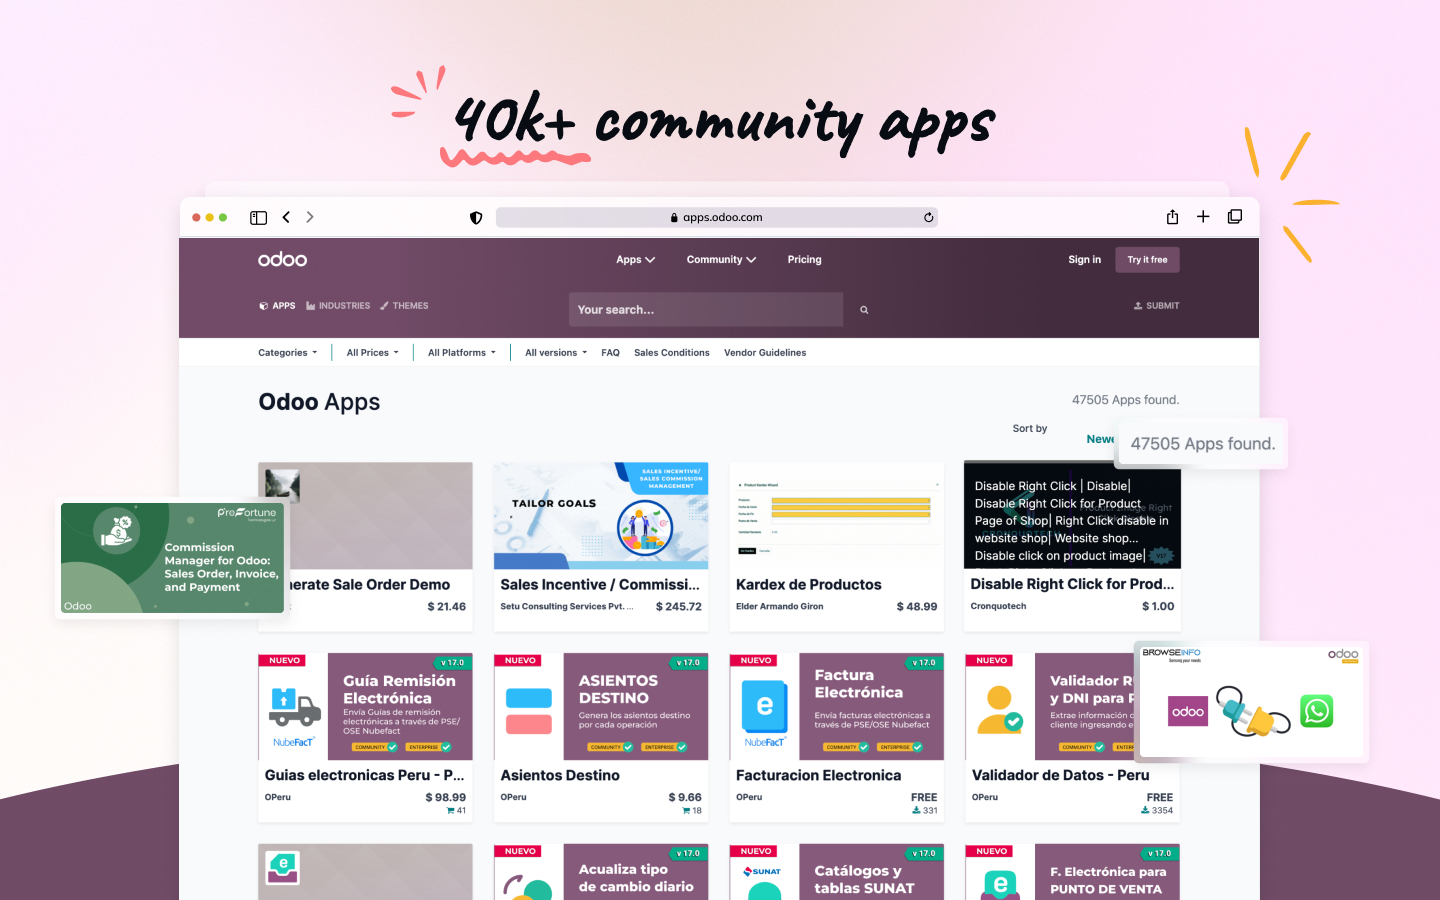 40k+ community apps
apps.odoo.com
odoo
Apps
Community
Pricing
Sign in
Try it free
APPS
INDUSTRIES
THEMES
Your search...
SUBMIT
Categories
All Prices
All Platforms
All versions
FAQ
Sales Conditions
Vendor Guidelines
Odoo Apps
47505 Apps found.
Sort by
47505 Apps found.
PreFortune
Technologies LLP
Commission
Manager for Odoo:
Sales Order, Invoice,
and Payment
Odoo
Sale Order Demo
$ 21.46
SALES INCENTIVE/
SALES COMMISSION
MANAGEMENT
TAILOR GOALS
Sales Incentive / Commissi...
Setu Consulting Services Pvt. ...
$ 245.72
Product Kardex Wizard
Kardex de Productos
Elder Armando Giron
$ 48.99
Disable Right Click | Disable|
Disable Right Click for Product
Page of Shop| Right Click disable in
website shop| Website shop...
Disable click on product image|
V17
Disable Right Click for Prod...
Cronquotech
$ 1.00
NUEVO
v 17.0
Guía Remisión
Electrónica
Envía Guías de remisión
electrónicas a través de PSE/
OSE Nubefact
NubeFacT
COMMUNITY
ENTERPRISE
Guias electronicas Peru - P...
OPeru
$ 98.99
41
NUEVO
v 17.0
ASIENTOS
DESTINO
Genera los asientos destino
por cada operación
COMMUNITY
ENTERPRISE
Asientos Destino
OPeru
$ 9.66
18
NUEVO
v 17.0
Factura
Electrónica
Envía facturas electrónicas a
través de PSE/OSE Nubefact
NubeFacT
COMMUNITY
ENTERPRISE
Facturacion Electronica
OPeru
FREE
331
NUEVO
Validador
y DNI para
Extrae información
cliente ingresando
COMMUNITY
Validador de Datos - Peru
OPeru
FREE
3354
BROWSEINFO
Sensing your needs
odoo
odoo
NUEVO
v 17.0
Acualiza tipo
de cambio diario
NUEVO
v 17.0
SUNAT
Catálogos y
tablas SUNAT
NUEVO
v 17.0
F. Electrónica para
PUNTO DE VENTA